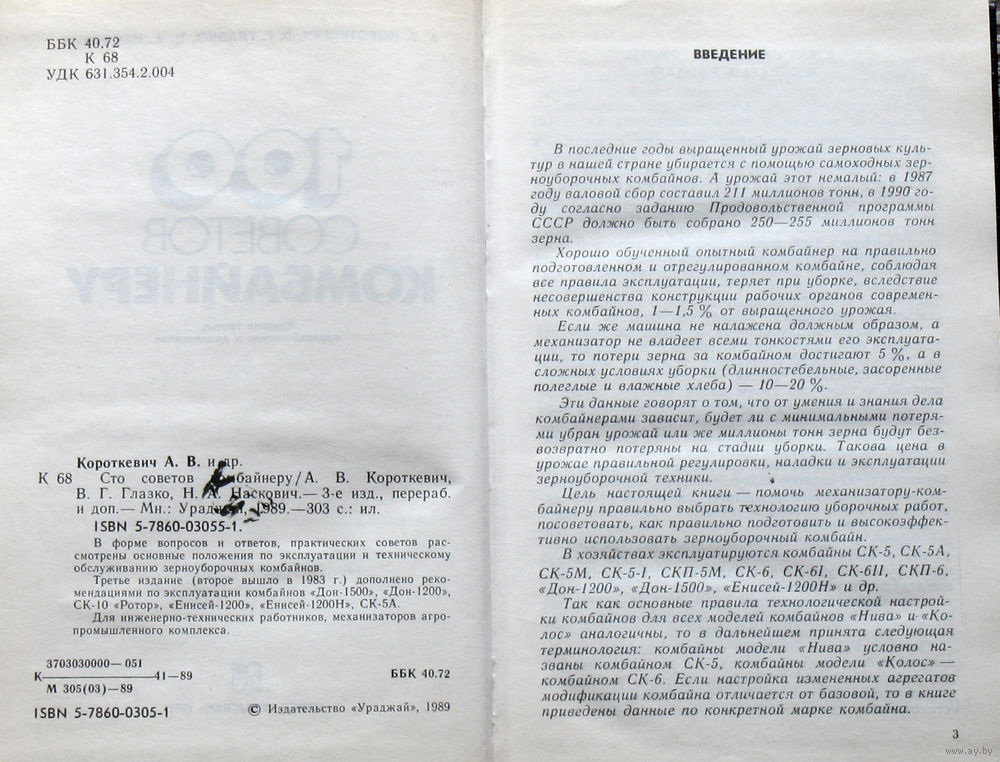 ББК 40.72
К 68
УДК 631.354.2.004
100
СОВЕТОВ
КОМБАЙНЕРУ
Короткевич А. В. и др.
К 68 Сто советов комбайнеру/А. В. Короткевич,
В. Г. Глазко, Н. А. Наскович.— 3-е изд., перераб.
и доп.— Мн.: Ураджай, 1989.—303 с.: ил.
ISBN 5-7860-03055-1.
В форме вопросов и ответов, практических советов рас-
смотрены основные положения по эксплуатации и техническому
обслуживанию зерноуборочных комбайнов.
Третье издание (второе вышло в 1983 г.) дополнено реко-
мендациями по эксплуатации комбайнов «Дон-1500», «Дон-1200»,
СК-10 «Ротор», «Енисей-1200», «Енисей-1200Н», СК-5А.
Для инженерно-технических работников, механизаторов агро-
промышленного комплекса.
3703030000—051
К 41—89
М 305(03)—89
ББК 40.72
ISBN 5-7860-0305-1
© Издательство «Ураджай», 1989
ВВЕДЕНИЕ
В последние годы выращенный урожай зерновых куль-
тур в нашей стране убирается с помощью самоходных зер-
ноуборочных комбайнов. А урожай этот немалый: в 1987
году валовой сбор составил 211 миллионов тонн, в 1990 го-
ду согласно заданию Продовольственной программы
СССР должно быть собрано 250—255 миллионов тонн
зерна.
Хорошо обученный опытный комбайнер на правильно
подготовленном и отрегулированном комбайне, соблюдая
все правила эксплуатации, теряет при уборке, вследствие
несовершенства конструкции рабочих органов современ-
ных комбайнов, 1—1,5 % от выращенного урожая.
Если же машина не налажена должным образом, а
механизатор не владеет всеми тонкостями его эксплуата-
ции, то потери зерна за комбайном достигают 5 %, а в
сложных условиях уборки (длинностебельные, засоренные
полеглые и влажные хлеба) — 10—20 %.
Эти данные говорят о том, что от умения и знания дела
комбайнерами зависит, будет ли с минимальными потеря-
ми убран урожай или же миллионы тонн зерна будут без-
возвратно потеряны на стадии уборки. Такова цена в
урожае правильной регулировки, наладки и эксплуатации
зерноуборочной техники.
Цель настоящей книги — помочь механизатору-ком-
байнеру правильно выбрать технологию уборочных работ,
посоветовать, как правильно подготовить и высокоэффек-
тивно использовать зерноуборочный комбайн.
В хозяйствах эксплуатируются комбайны СК-5, СК-5А,
СК-5М, СК-5-I, СКП-5М, СК-6, СК-6I, СК-6II, СКП-6,
«Дон-1200», «Дон-1500», «Енисей-1200Н» и др.
Так как основные правила технологической настрой-
ки комбайнов для всех моделей комбайнов «Нива» и «Ко-
лос» аналогичны, то в дальнейшем принята следующая
терминология: комбайны модели «Нива» условно на-
званы комбайном СК-5, комбайны модели «Колос» —
комбайном СК-6. Если настройка измененных агрегатов
модификации комбайна отличается от базовой, то в книге
приведены данные по конкретной марке комбайна.
3
www.ay.by